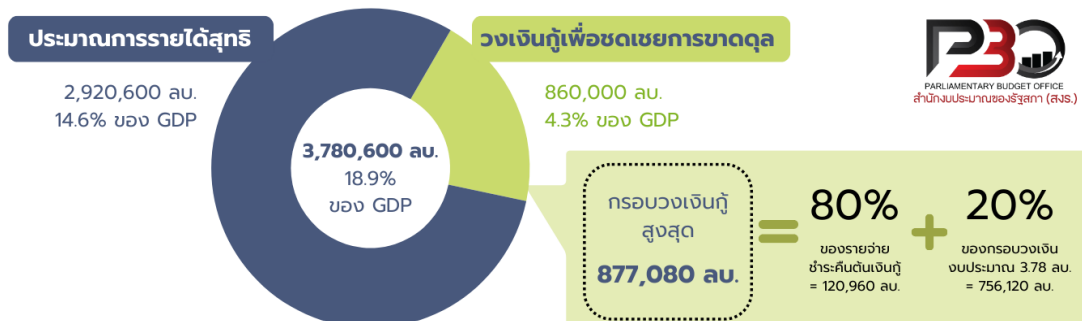 ประมาณการรายได้สุทธิ
2,920,600 ลบ.
14.6% ของ GDP
วงเงินกู้เพื่อชดเชยการขาดดุล
860,000 ลบ.
4.3% ของ GDP
3,780,600 ลบ.
18.9%
ของ GDP
PBO
PARLIAMENTARY BUDGET OFFICE
สำนักงบประมาณของรัฐสภา (สงร.)
กรอบวงเงินกู้
สูงสุด
877,080 ลบ.
=
80%
ของรายจ่าย
ชำระคืนต้นเงินกู้
= 120,960 ลบ.
+
20%
ของกรอบวงเงิน
งบประมาณ 3.78 ลบ.
= 756,120 ลบ.